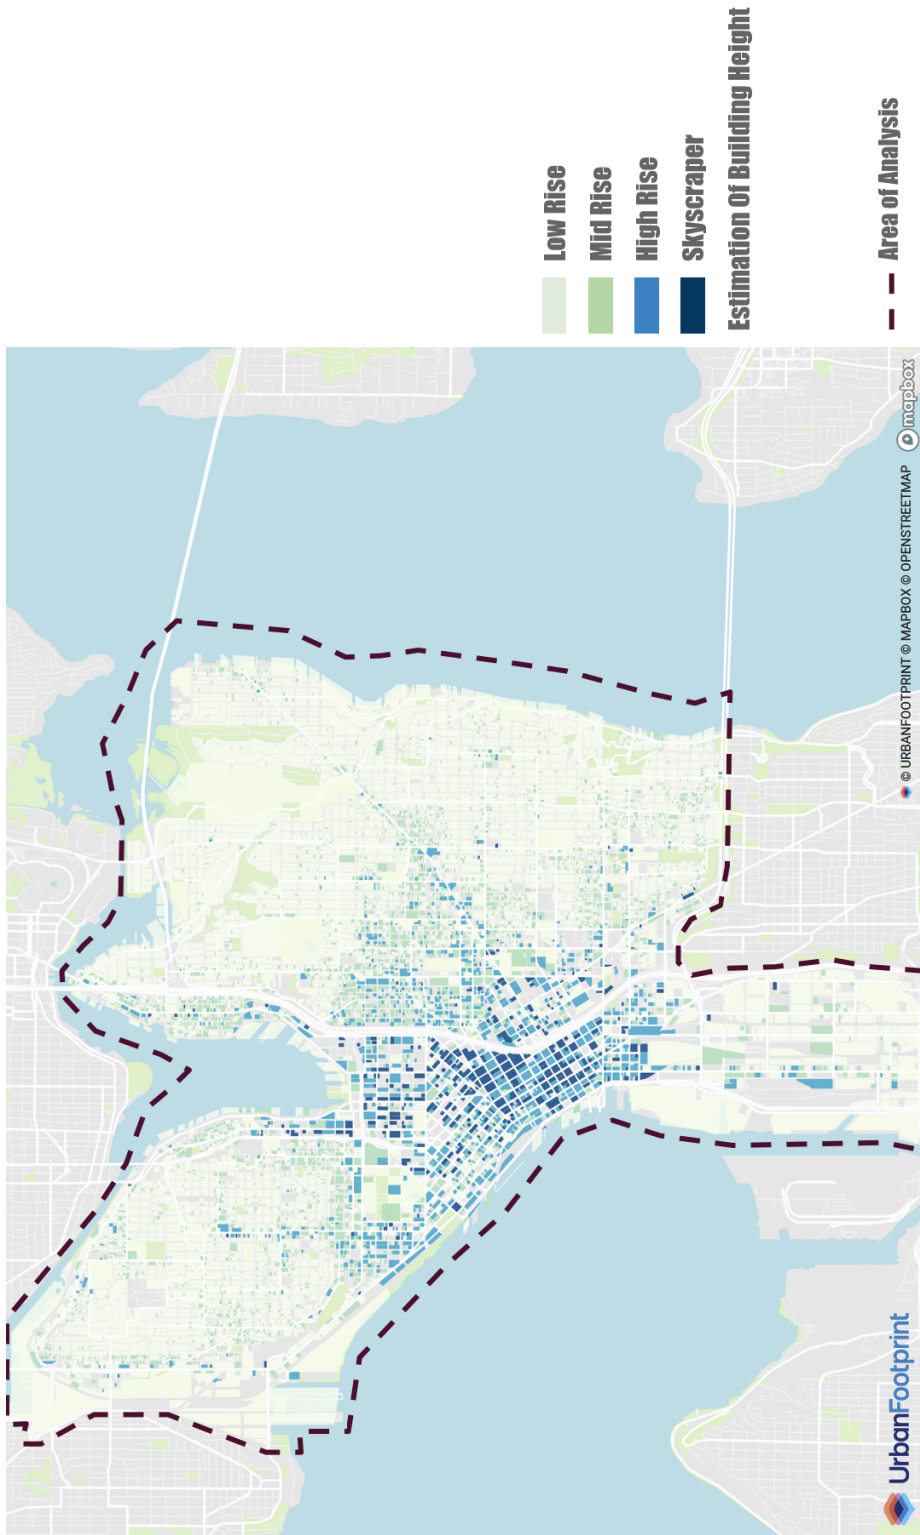 Low Rise
Mid Rise
High Rise
Skyscraper
Estimation Of Building Height
Area of Analysis
UrbanFootprint
© URBANFOOTPRINT © MAPBOX © OPENSTREETMAP
mapbox